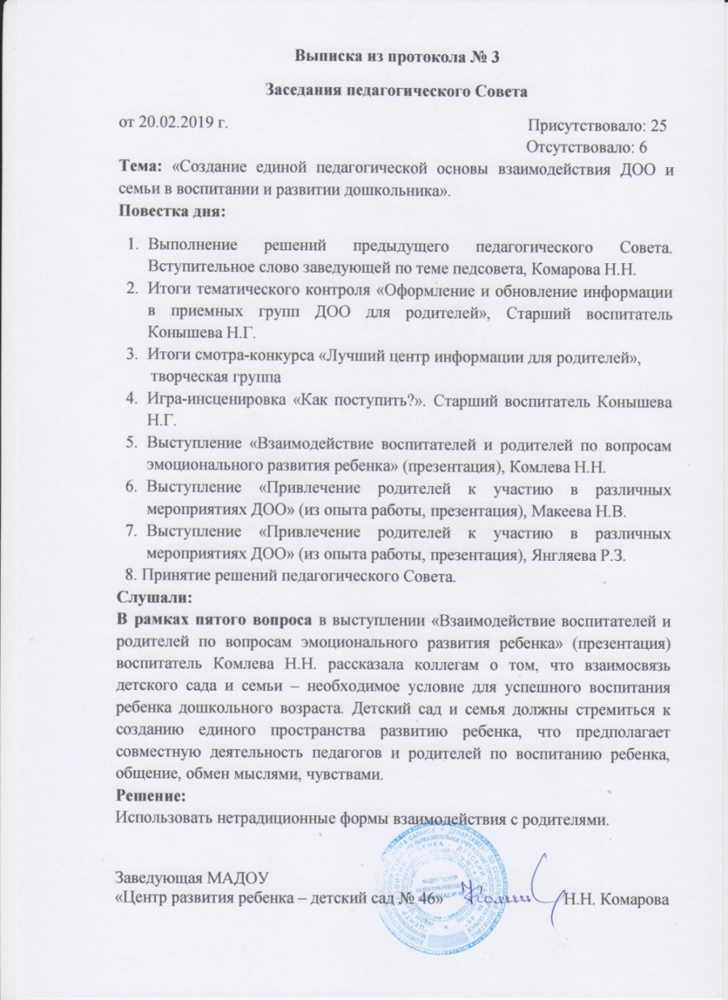 Выписка из протокола № 3
Заседания педагогического Совета
от 20.02.2019 г.
Присутствовало: 25
Отсутствовало: 6
Тема: «Создание единой педагогической основы взаимодействия ДОО и
семьи в воспитании и развитии дошкольника».
Повестка дня:
1. Выполнение решений предыдущего педагогического Совета.
Вступительное слово заведующей по теме педсовета, Комарова Н.Н.
2. Итоги тематического контроля «Оформление и обновление информации
в приемных групп ДОО для родителей», Старший воспитатель
Конышева Н.Г.
3. Итоги смотра-конкурса «Лучший центр информации для родителей»,
творческая группа
4. Игра-инсценировка «Как поступить?». Старший воспитатель Конышева
Н.Г.
5. Выступление «Взаимодействие воспитателей и родителей по вопросам
эмоционального развития ребенка» (презентация), Комлева Н.Н.
6. Выступление «Привлечение родителей к участию в различных
мероприятиях ДОО» (из опыта работы, презентация), Макеева Н.В.
7. Выступление «Привлечение родителей к участию в различных
мероприятиях ДОО» (из опыта работы, презентация), Янгляева Р.З.
8. Принятие решений педагогического Совета.
Слушали:
В рамках пятого вопроса в выступлении «Взаимодействие воспитателей и
родителей по вопросам эмоционального развития ребенка» (презентация)
воспитатель Комлева Н.Н. рассказала коллегам о том, что взаимосвязь
детского сада и семьи – необходимое условие для успешного воспитания
ребенка дошкольного возраста. Детский сад и семья должны стремиться к
созданию единого пространства развитию ребенка, что предполагает
совместную деятельность педагогов и родителей по воспитанию ребенка,
общение, обмен мыслями, чувствами.
Решение:
Использовать нетрадиционные формы взаимодействия с родителями.
Заведующая МАДОУ
«Центр развития ребенка – детский сад № 46»
Н.Н. Комарова